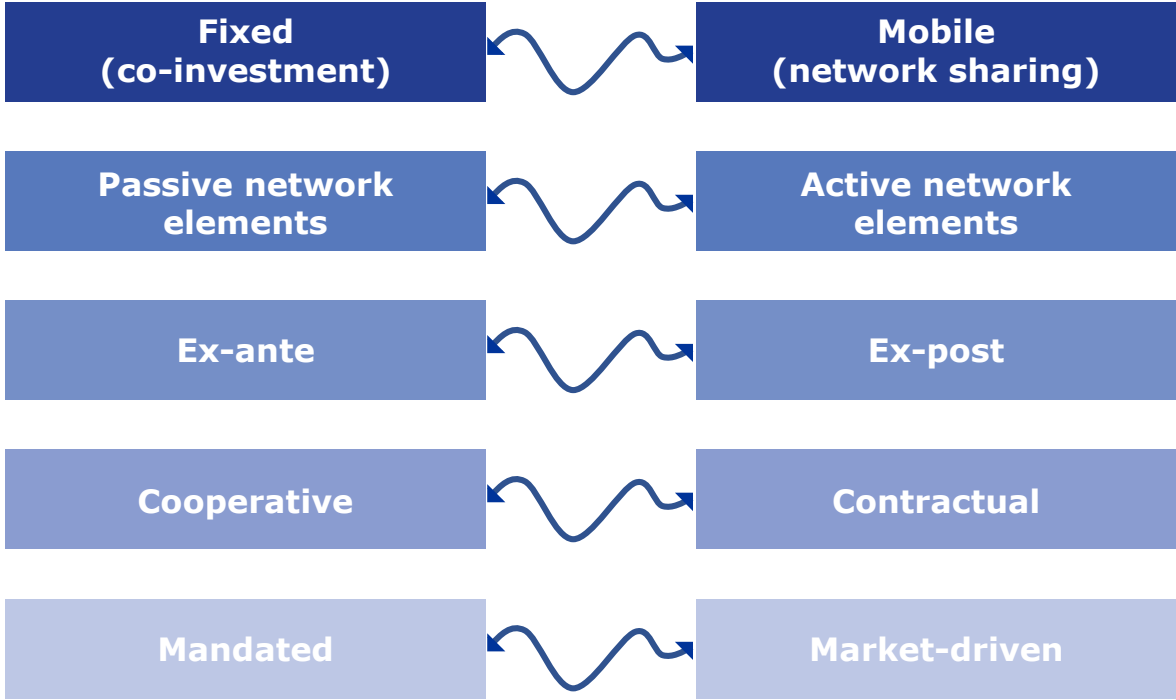 Fixed
(co-investment)
Mobile
(network sharing)
Passive network
elements
Active network
elements
Ex-ante
Ex-post
Cooperative
Contractual
Mandated
Market-driven